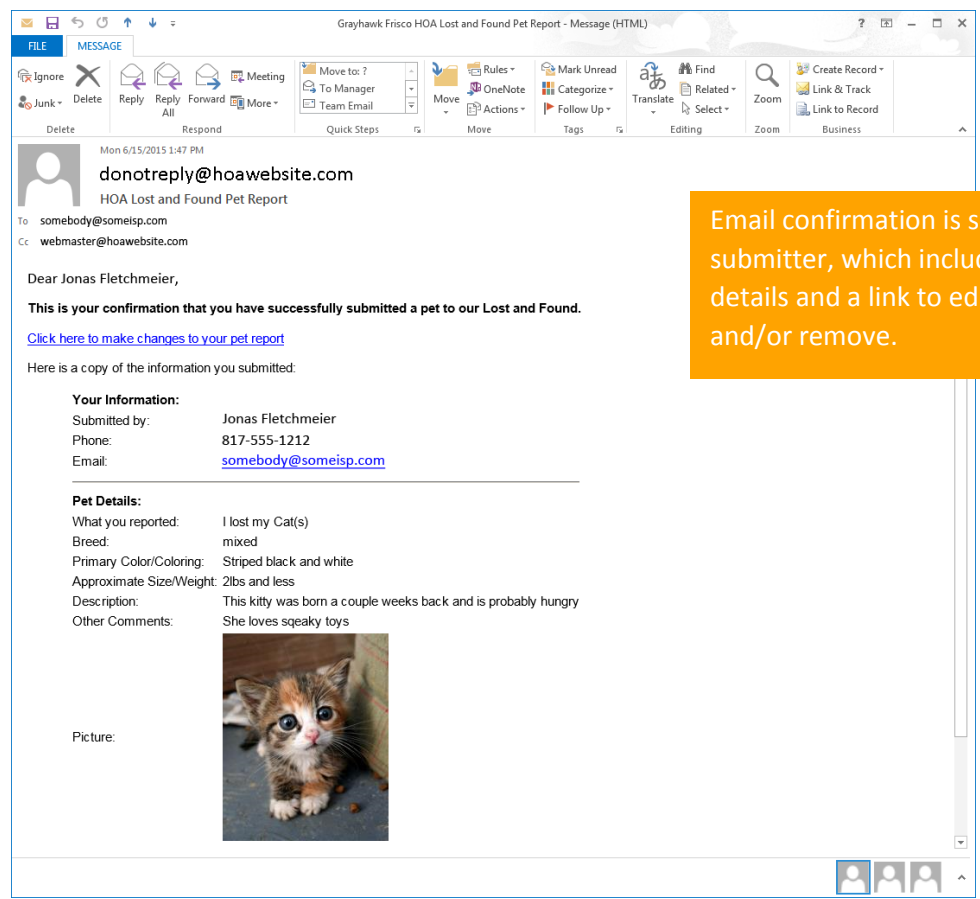 Grayhawk Frisco HOA Lost and Found Pet Report - Message (HTML)
FILE MESSAGE
Ignore
Junk
Delete
Reply
Reply All
Forward
Meeting
More
Move to: ?
To Manager
Team Email
Move
Rules
OneNote
Actions
Mark Unread
Categorize
Follow Up
Translate
Find
Related
Select
Zoom
Create Record
Link & Track
Link to Record
Delete Respond Quick Steps Move Tags Editing Zoom Business
Mon 6/15/2015 1:47 PM
donotreply@hoawebsite.com
HOA Lost and Found Pet Report
To somebody@someisp.com
Cc webmaster@hoawebsite.com
Email confirmation is s
submitter, which includ
details and a link to ed
and/or remove.
Dear Jonas Fletchmeier,
This is your confirmation that you have successfully submitted a pet to our Lost and Found.
Click here to make changes to your pet report
Here is a copy of the information you submitted:
Your Information:
Submitted by: Jonas Fletchmeier
Phone: 817-555-1212
Email: somebody@someisp.com
Pet Details:
What you reported: I lost my Cat(s)
Breed: mixed
Primary Color/Coloring: Striped black and white
Approximate Size/Weight: 2lbs and less
Description: This kitty was born a couple weeks back and is probably hungry
Other Comments: She loves sqeaky toys
Picture: